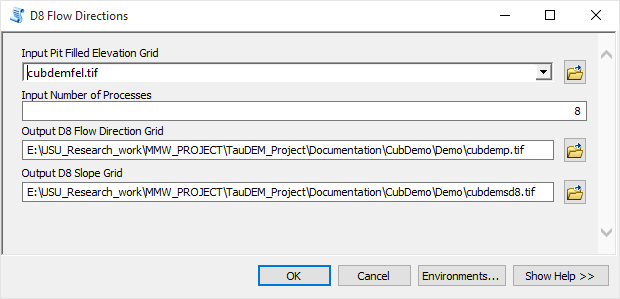 D8 Flow Directions
Input Pit Filled Elevation Grid
cubdemfel.tif
Input Number of Processes
8
Output D8 Flow Direction Grid
E:\USU_Research_work\MMW_PROJECT\TauDEM_Project\Documentation\CubDemo\Demo\cubdemp.tif
Output D8 Slope Grid
E:\USU_Research_work\MMW_PROJECT\TauDEM_Project\Documentation\CubDemo\Demo\cubdemsd8.tif
OK Cancel Environments... Show Help >>